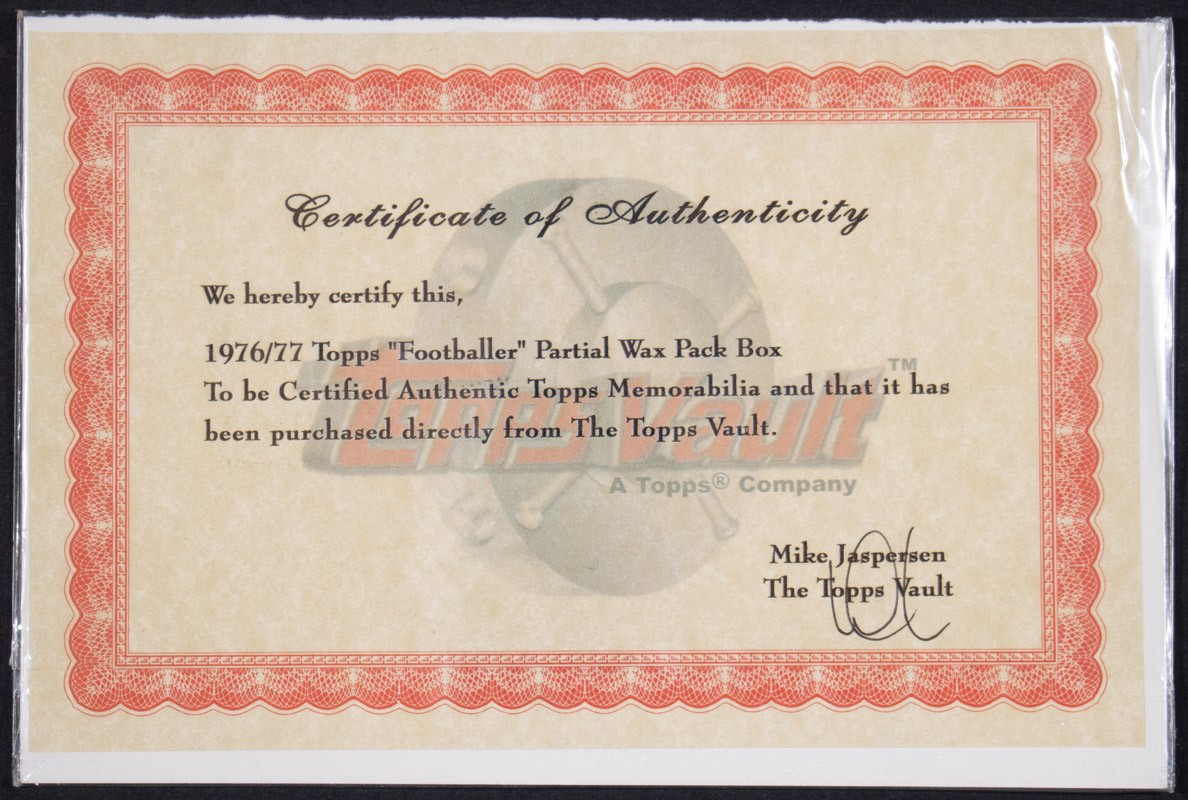 Certificate of Authenticity
We hereby certify this,
1976/77 Topps "Footballer" Partial Wax Pack Box
To be Certified Authentic Topps Memorabilia and that it has
been purchased directly from The Topps Vault.
Topps Vault™
A Topps® Company
Mike Jaspersen
The Topps Vault